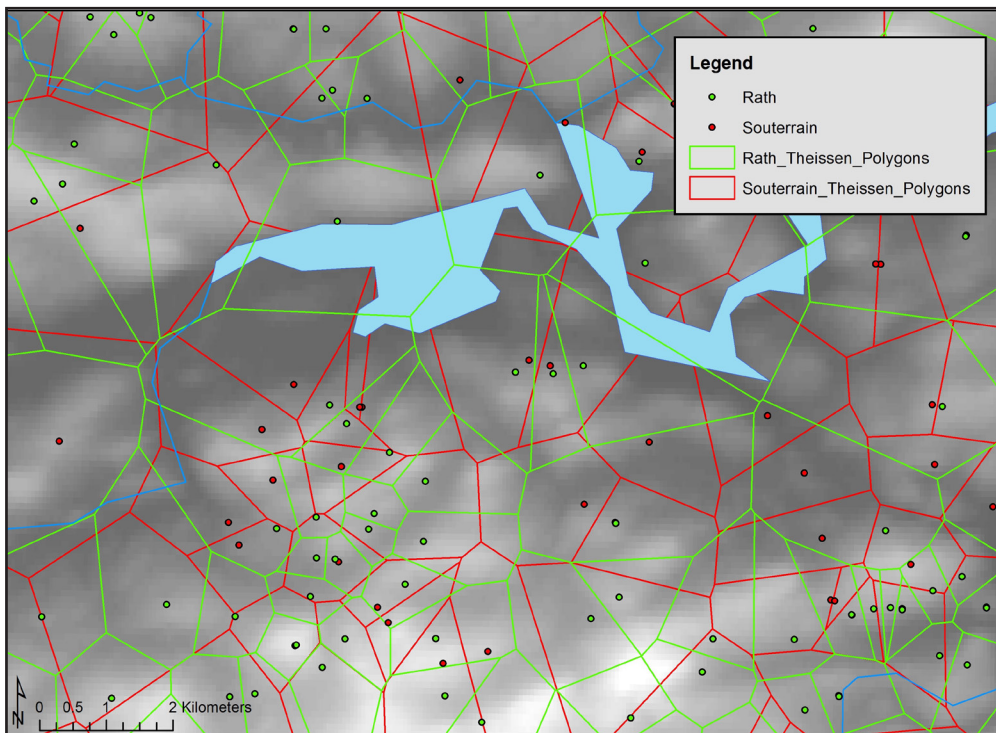 Legend
Rath
Souterrain
Rath_Theissen_Polygons
Souterrain_Theissen_Polygons
N
0 0.5 1 2 Kilometers